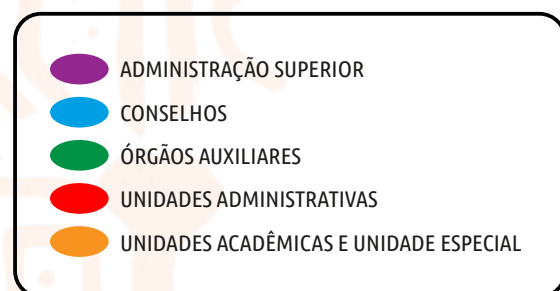 ADMINISTRAÇÃO SUPERIOR
CONSELHOS
ÓRGÃOS AUXILIARES
UNIDADES ADMINISTRATIVAS
UNIDADES ACADÊMICAS E UNIDADE ESPECIAL